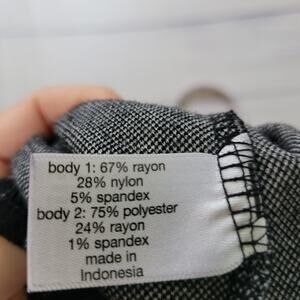 body 1: 67% rayon
28% nylon
5% spandex
body 2: 75% polyester
24% rayon
1% spandex
made in
Indonesia